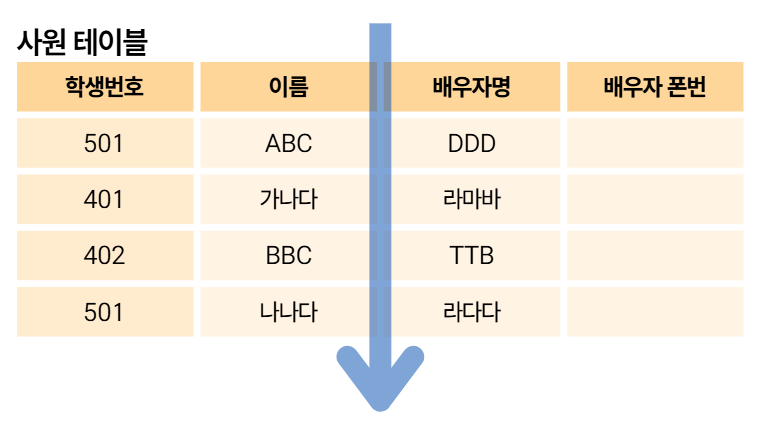 사원 테이블
학생번호 이름 배우자명 배우자 폰번
501 ABC DDD
401 가나다 라마바
402 BBC TTB
501 나나다 라다다